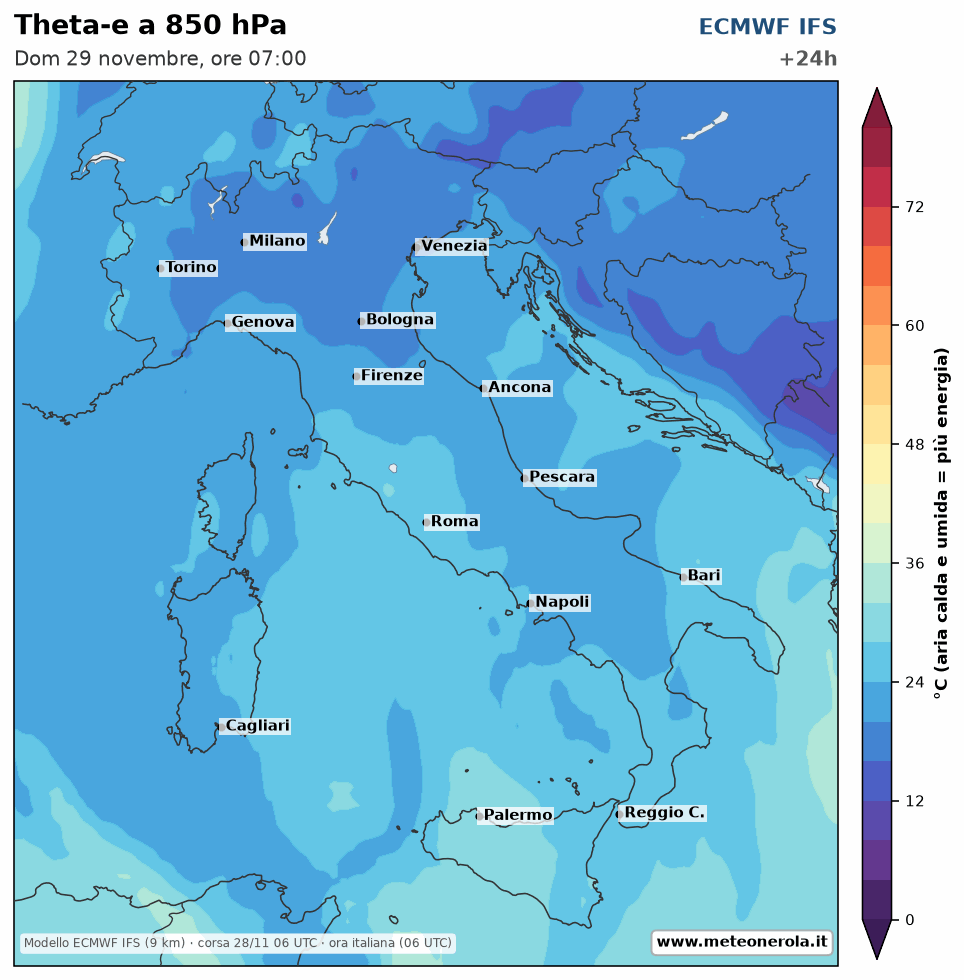 Theta-e a 850 hPa
ECMWF IFS
Dom 29 novembre, ore 07:00
+24h
Milano
Venezia
Torino
Genova
Bologna
Firenze
Ancona
Pescara
Roma
Bari
Napoli
Cagliari
Palermo
Reggio C.
72
60
48
36
24
12
0
°C (aria calda e umida = più energia)
Modello ECMWF IFS (9 km) · corsa 28/11 06 UTC · ora italiana (06 UTC)
www.meteonerola.it